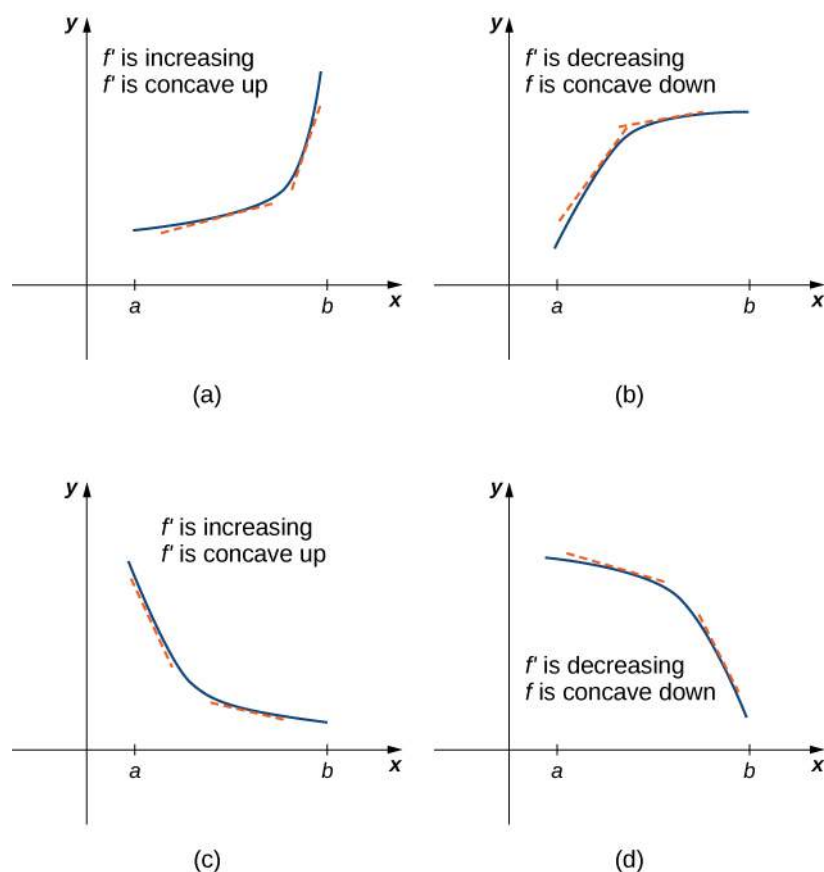 y
f' is increasing
f' is concave up
a
b
x
(a)
y
f' is decreasing
f is concave down
a
b
x
(b)
y
f' is increasing
f' is concave up
a
b
x
(c)
y
f' is decreasing
f is concave down
a
b
x
(d)